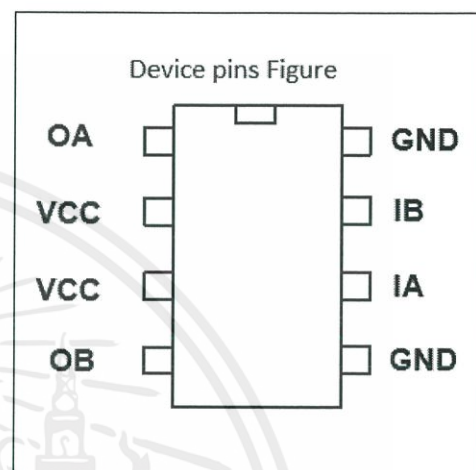 Device pins Figure
OA GND
VCC IB
VCC IA
OB GND